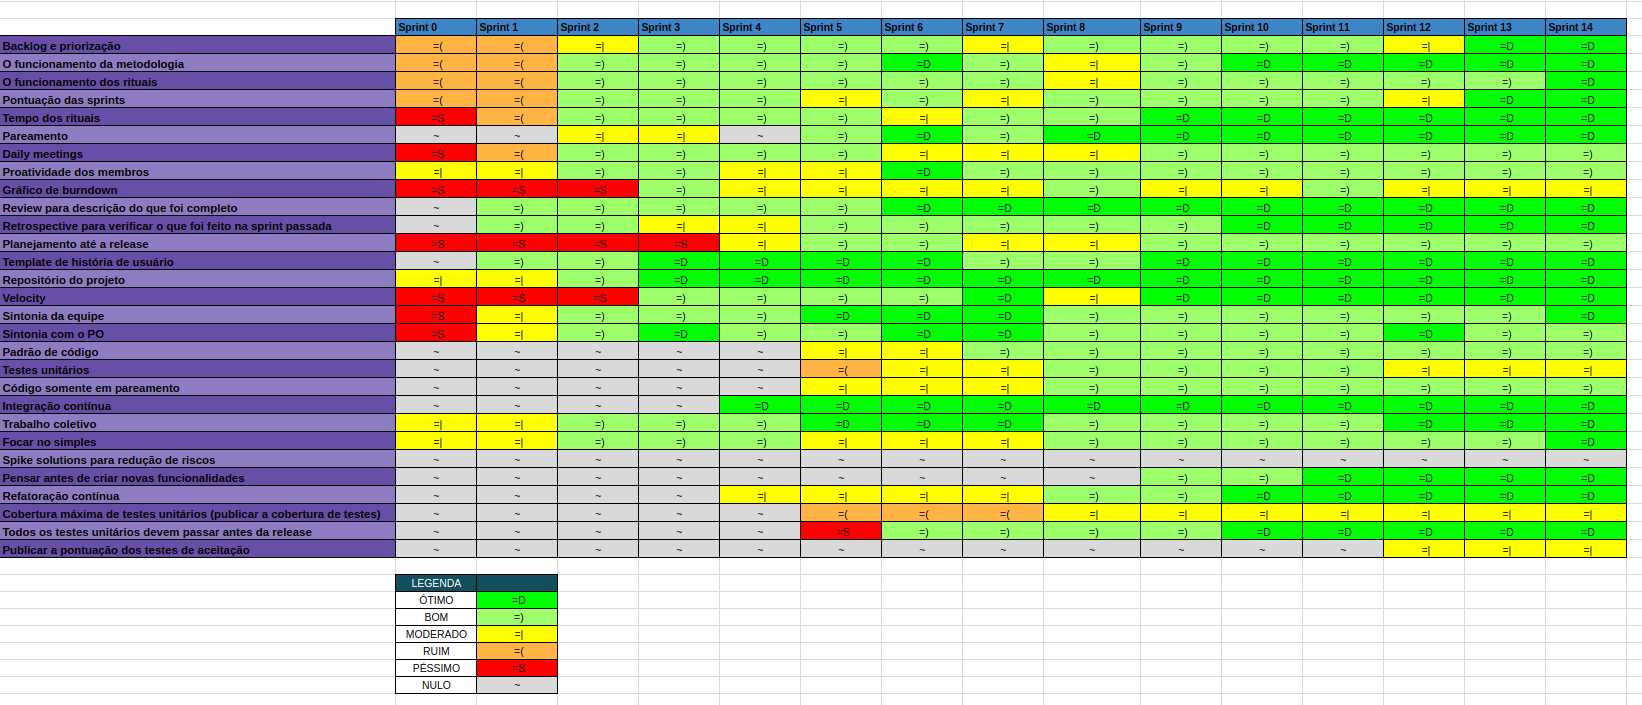 Sprint 0 Sprint 1 Sprint 2 Sprint 3 Sprint 4 Sprint 5 Sprint 6 Sprint 7 Sprint 8 Sprint 9 Sprint 10 Sprint 11 Sprint 12 Sprint 13 Sprint 14
Backlog e priorização =( =( =| =) =) =) =) =| =) =) =) =) =| =D =D
O funcionamento da metodologia =( =( =) =) =) =) =D =) =| =) =D =D =D =D =D
O funcionamento dos rituais =( =( =) =) =) =) =) =) =| =) =) =) =) =) =D
Pontuação das sprints =( =( =) =) =) =| =) =| =) =) =) =) =| =D =D
Tempo dos rituais =S =( =) =) =) =) =| =) =) =D =D =D =D =D =D
Pareamento ~ ~ =| =| ~ =) =D =) =D =D =D =D =D =D =D
Daily meetings =S =( =) =) =) =) =| =| =| =) =) =) =) =) =)
Proatividade dos membros =| =| =) =) =| =| =D =) =) =) =) =) =) =) =)
Gráfico de burndown =S =S =S =) =| =| =| =| =) =| =| =) =| =| =|
Review para descrição do que foi completo ~ =) =) =) =) =) =D =D =D =D =D =D =D =D =D
Retrospective para verificar o que foi feito na sprint passada ~ =) =) =| =| =) =) =) =) =) =D =D =D =D =D
Planejamento até a release =S =S =S =S =| =) =) =| =| =) =) =) =) =) =)
Template de história de usuário ~ =) =) =D =D =D =D =) =) =D =D =D =D =D =D
Repositório do projeto =| =| =) =D =D =D =D =D =D =D =D =D =D =D =D
Velocity =S =S =S =) =) =) =) =D =| =D =D =D =D =D =D
Sintonia da equipe =S =| =) =) =) =D =D =D =) =) =) =) =) =) =D
Sintonia com o PO =S =| =) =D =) =) =D =D =) =) =) =) =D =) =)
Padrão de código ~ ~ ~ ~ ~ =| =| =) =) =) =) =) =) =) =)
Testes unitários ~ ~ ~ ~ ~ =( =| =| =) =) =) =) =| =| =|
Código somente em pareamento ~ ~ ~ ~ ~ =| =| =| =) =) =) =) =) =) =)
Integração contínua ~ ~ ~ ~ =D =D =D =D =D =D =D =D =D =D =D
Trabalho coletivo =| =| =) =) =) =D =D =D =) =) =) =) =D =D =D
Focar no simples =| =| =) =) =) =| =| =| =) =) =) =) =) =) =D
Spike solutions para redução de riscos ~ ~ ~ ~ ~ ~ ~ ~ ~ ~ ~ ~ ~ ~ ~
Pensar antes de criar novas funcionalidades ~ ~ ~ ~ ~ ~ ~ ~ ~ =) =) =D =D =D =D
Refatoração contínua ~ ~ ~ ~ =| =| =| =| =) =) =D =D =D =D =D
Cobertura máxima de testes unitários (publicar a cobertura de testes) ~ ~ ~ ~ ~ =( =( =( =| =| =| =| =| =| =|
Todos os testes unitários devem passar antes da release ~ ~ ~ ~ ~ =S =) =) =) =) =D =D =D =D =D
Publicar a pontuação dos testes de aceitação ~ ~ ~ ~ ~ ~ ~ ~ ~ ~ ~ ~ =| =| =|
LEGENDA
ÓTIMO =D
BOM =)
MODERADO =|
RUIM =(
PÉSSIMO =S
NULO ~